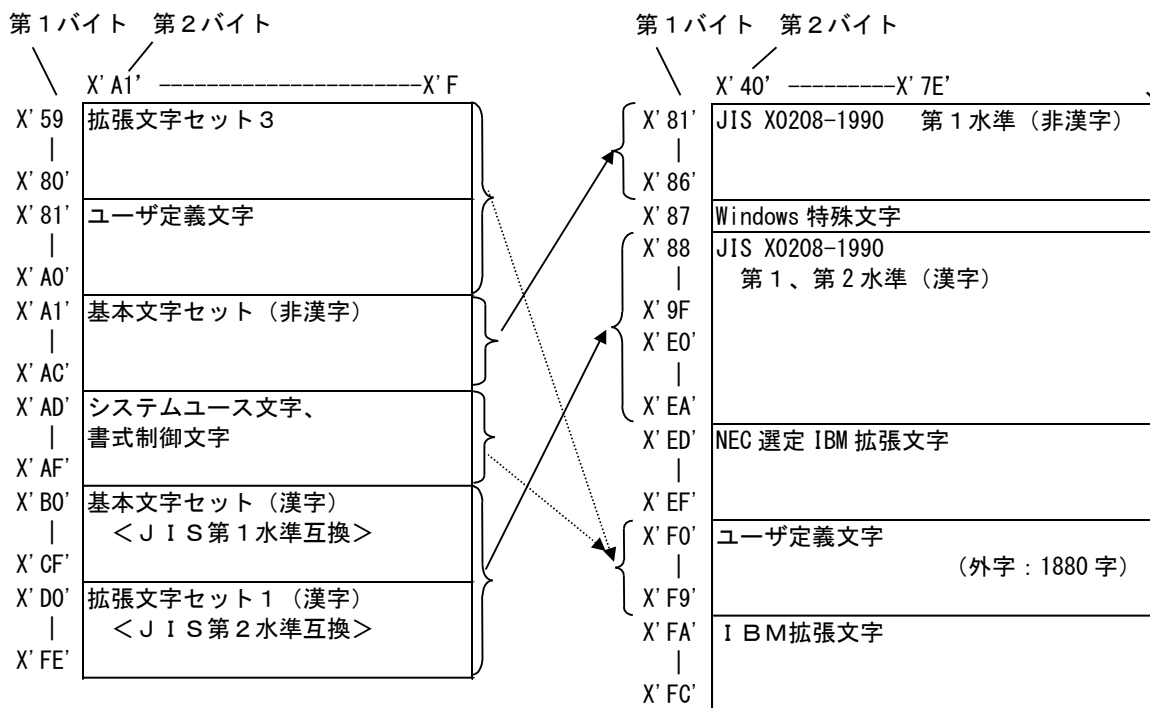 第１バイト　第２バイト
X'A1' ----------------------X'F
X'59　拡張文字セット３
|
X'80'
X'81'　ユーザ定義文字
|
X'A0'
X'A1'　基本文字セット（非漢字）
|
X'AC'
X'AD'　システムユース文字、
|　書式制御文字
X'AF'
X'B0'　基本文字セット（漢字）
|　＜ＪＩＳ第１水準互換＞
X'CF'
X'D0'　拡張文字セット１（漢字）
|　＜ＪＩＳ第２水準互換＞
X'FE'
第１バイト　第２バイト
X'40' ---------X'7E'
X'81'　JIS X0208-1990　第１水準（非漢字）
|
X'86'
X'87　Windows 特殊文字
X'88　JIS X0208-1990
|　第１、第２水準（漢字）
X'9F
X'E0'
|
X'EA'
X'ED'　NEC 選定 IBM 拡張文字
|
X'EF'
X'F0'　ユーザ定義文字
|　（外字：1880 字）
X'F9'
X'FA'　ＩＢＭ拡張文字
|
X'FC'